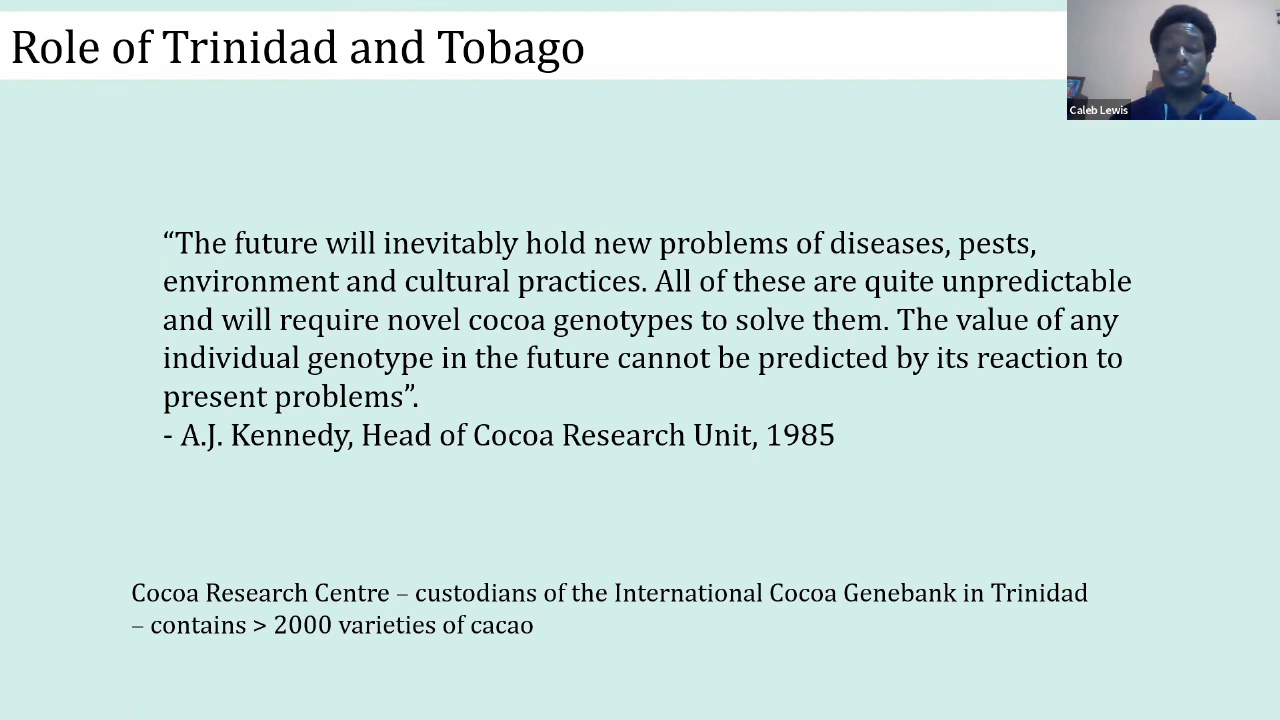 Role of Trinidad and Tobago
Caleb Lewis
“The future will inevitably hold new problems of diseases, pests,
environment and cultural practices. All of these are quite unpredictable
and will require novel cocoa genotypes to solve them. The value of any
individual genotype in the future cannot be predicted by its reaction to
present problems”.
- A.J. Kennedy, Head of Cocoa Research Unit, 1985
Cocoa Research Centre – custodians of the International Cocoa Genebank in Trinidad
– contains > 2000 varieties of cacao